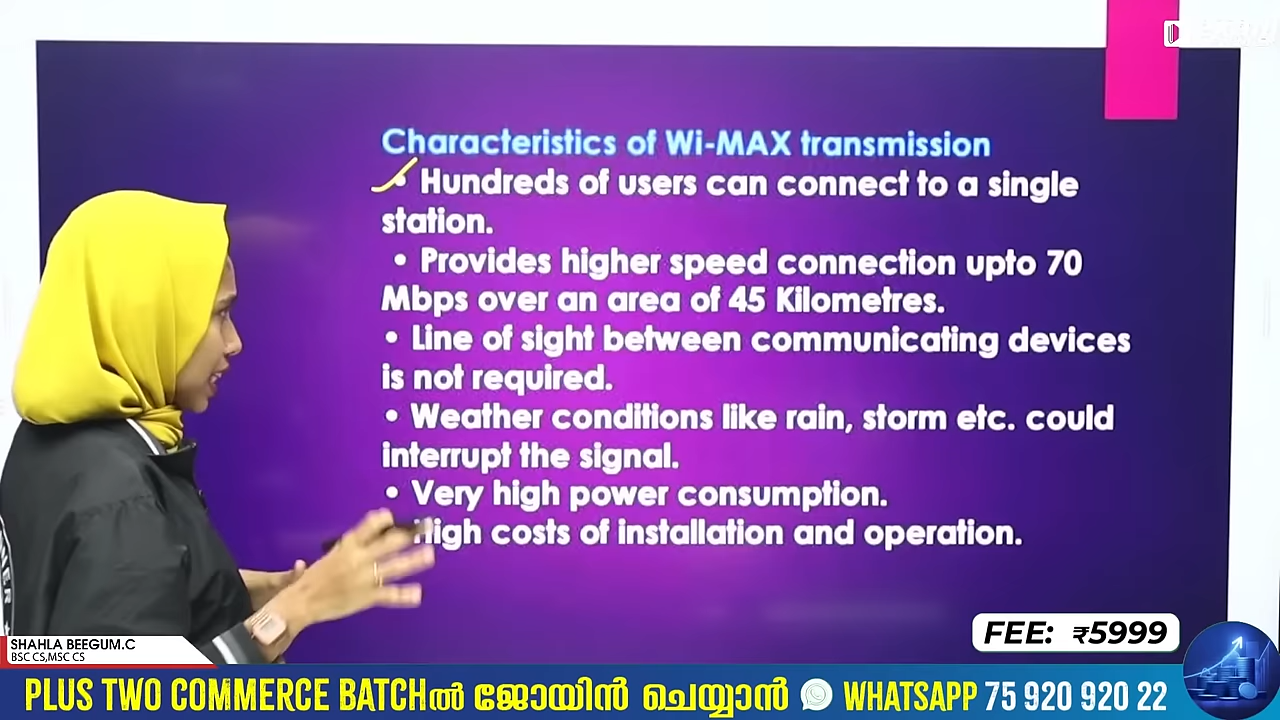 Characteristics of Wi-MAX transmission
• Hundreds of users can connect to a single
station.
• Provides higher speed connection upto 70
Mbps over an area of 45 Kilometres.
• Line of sight between communicating devices
is not required.
• Weather conditions like rain, storm etc. could
interrupt the signal.
• Very high power consumption.
High costs of installation and operation.
FEE: ₹5999
SHAHLA BEEGUM.C
BSC CS,MSC CS
PLUS TWO COMMERCE BATCHൽ ജോയിൻ ചെയ്യാൻ WHATSAPP 75 920 920 22